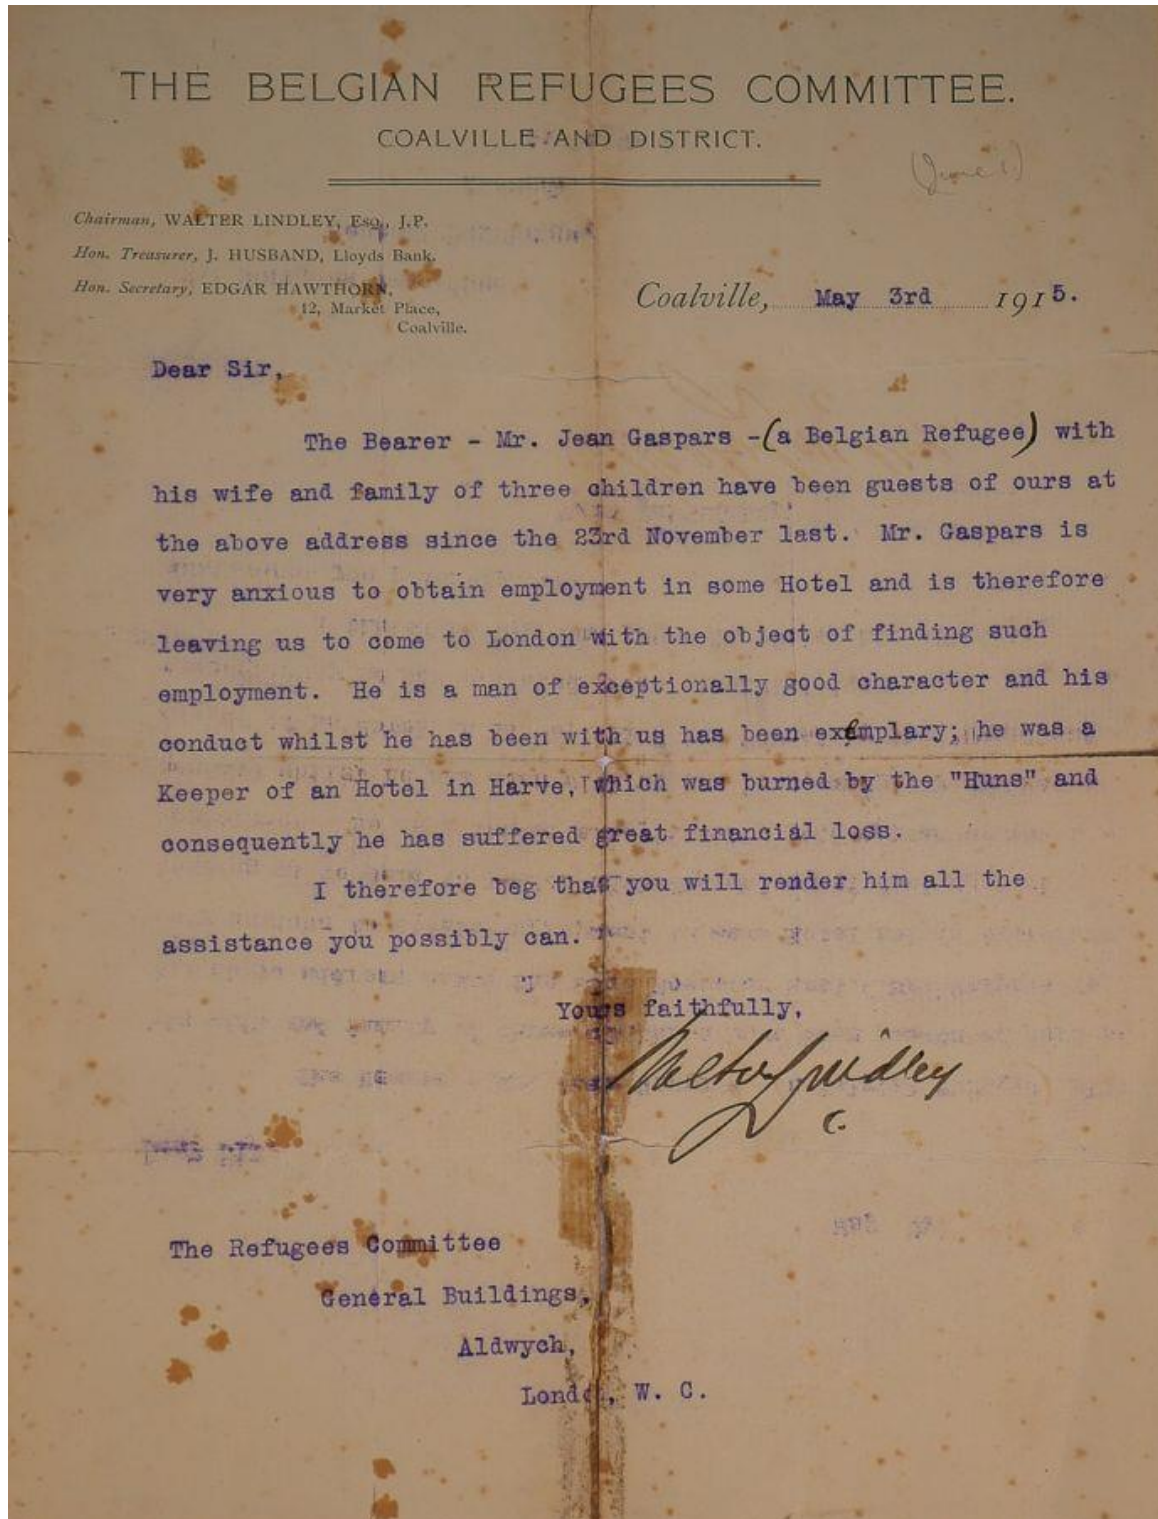 THE BELGIAN REFUGEES COMMITTEE.
COALVILLE AND DISTRICT.
(June 1.)
Chairman, WALTER LINDLEY, Esq., J.P.
Hon. Treasurer, J. HUSBAND, Lloyds Bank.
Hon. Secretary, EDGAR HAWTHORN,
12, Market Place,
Coalville.
Coalville, May 3rd 1915.
Dear Sir,
The Bearer - Mr. Jean Gaspars -(a Belgian Refugee) with
his wife and family of three children have been guests of ours at
the above address since the 23rd November last. Mr. Gaspars is
very anxious to obtain employment in some Hotel and is therefore
leaving us to come to London with the object of finding such
employment. He is a man of exceptionally good character and his
conduct whilst he has been with us has been exemplary; he was a
Keeper of an Hotel in Harve, which was burned by the "Huns" and
consequently he has suffered great financial loss.
I therefore beg that you will render him all the
assistance you possibly can.
Yours faithfully,
Walter Lindley
C.
The Refugees Committee
General Buildings,
Aldwych,
London, W. C.